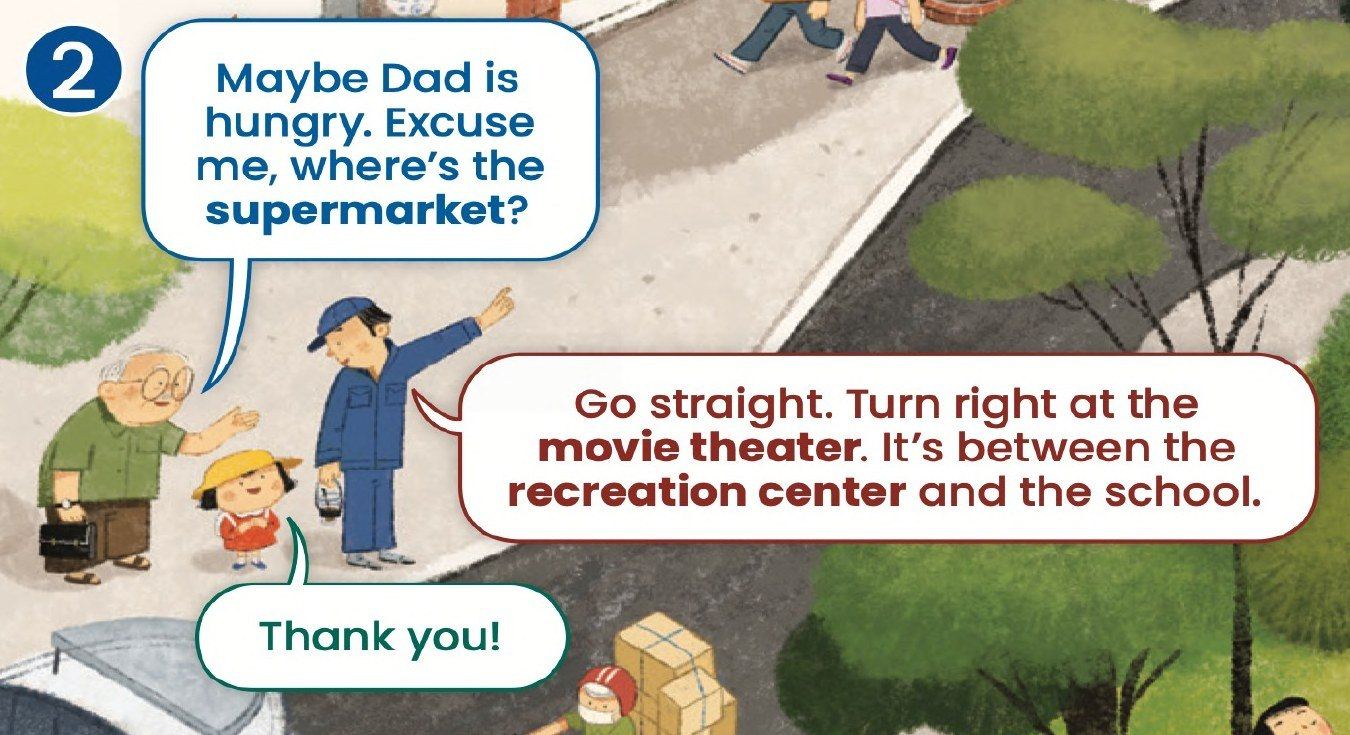 2
Maybe Dad is
hungry. Excuse
me, where's the
supermarket?
Go straight. Turn right at the
movie theater. It's between the
recreation center and the school.
Thank you!